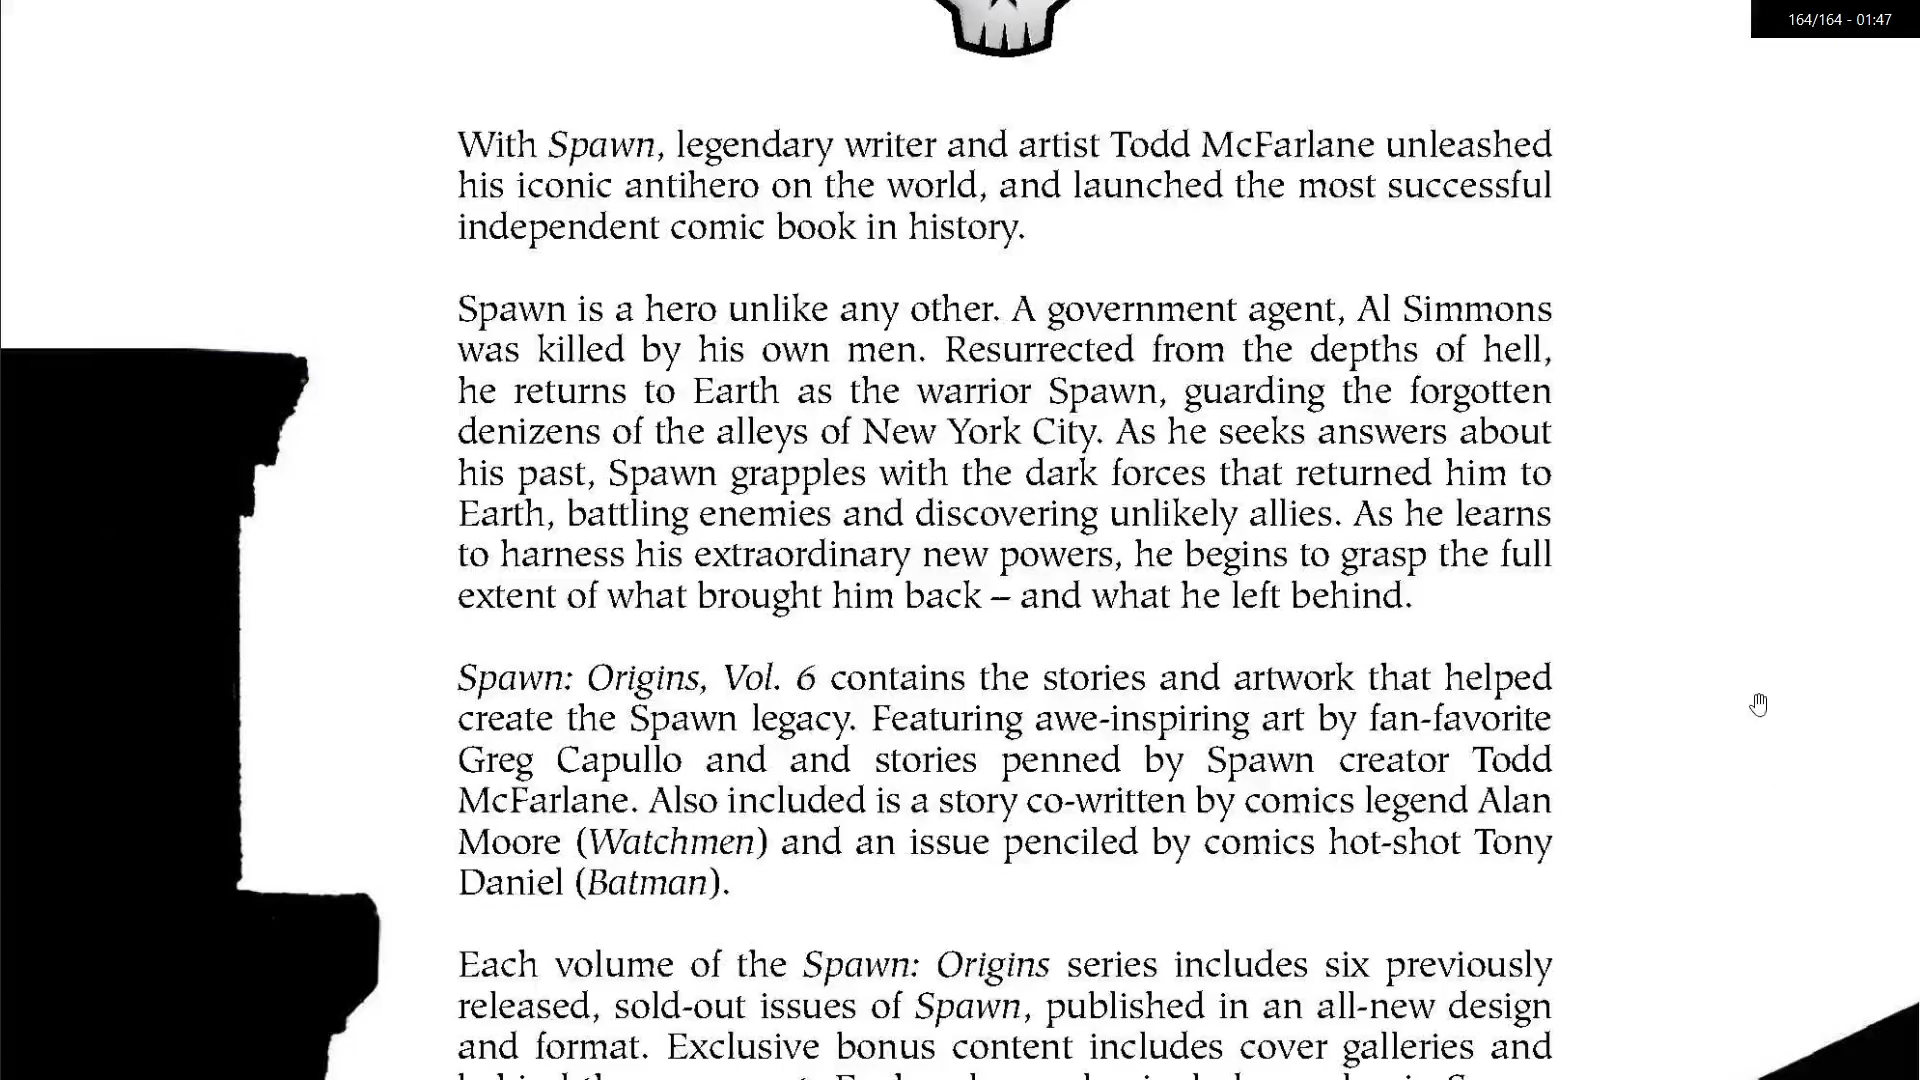 164/164 - 01:47
With Spawn, legendary writer and artist Todd McFarlane unleashed
his iconic antihero on the world, and launched the most successful
independent comic book in history.
Spawn is a hero unlike any other. A government agent, Al Simmons
was killed by his own men. Resurrected from the depths of hell,
he returns to Earth as the warrior Spawn, guarding the forgotten
denizens of the alleys of New York City. As he seeks answers about
his past, Spawn grapples with the dark forces that returned him to
Earth, battling enemies and discovering unlikely allies. As he learns
to harness his extraordinary new powers, he begins to grasp the full
extent of what brought him back – and what he left behind.
Spawn: Origins, Vol. 6 contains the stories and artwork that helped
create the Spawn legacy. Featuring awe-inspiring art by fan-favorite
Greg Capullo and and stories penned by Spawn creator Todd
McFarlane. Also included is a story co-written by comics legend Alan
Moore (Watchmen) and an issue penciled by comics hot-shot Tony
Daniel (Batman).
Each volume of the Spawn: Origins series includes six previously
released, sold-out issues of Spawn, published in an all-new design
and format. Exclusive bonus content includes cover galleries and